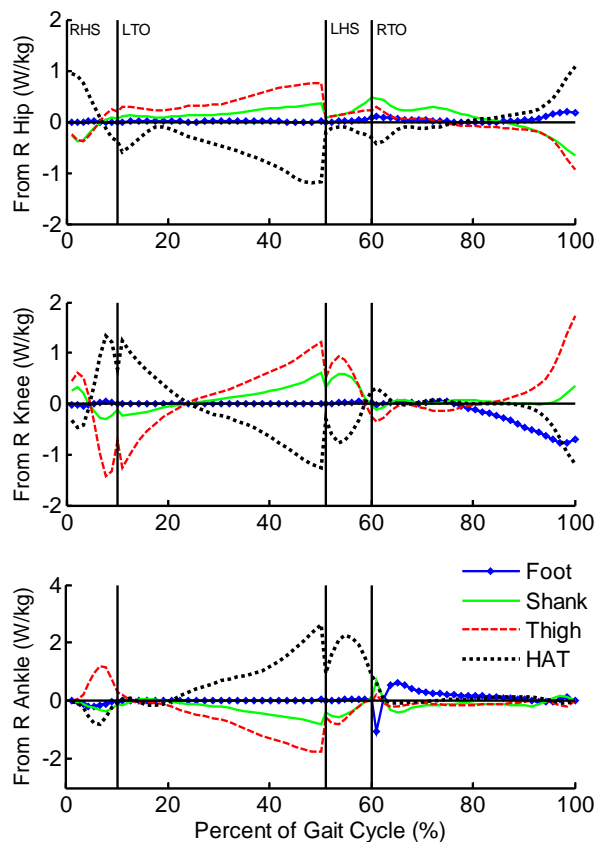 RHS LTO LHS RTO
From R Hip (W/kg)
2
1
0
-1
-2
0 20 40 60 80 100
From R Knee (W/kg)
2
1
0
-1
-2
0 20 40 60 80 100
From R Ankle (W/kg)
4
2
0
-2
0 20 40 60 80 100
Foot
Shank
Thigh
HAT
Percent of Gait Cycle (%)